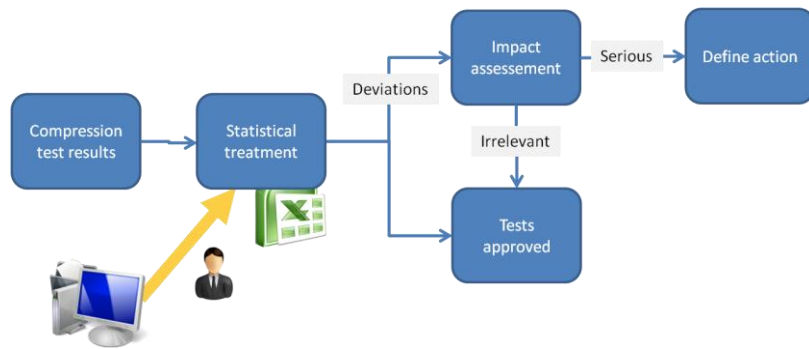 Compression
test results
Statistical
treatment
Deviations
Impact
assessement
Serious
Define action
Irrelevant
Tests
approved